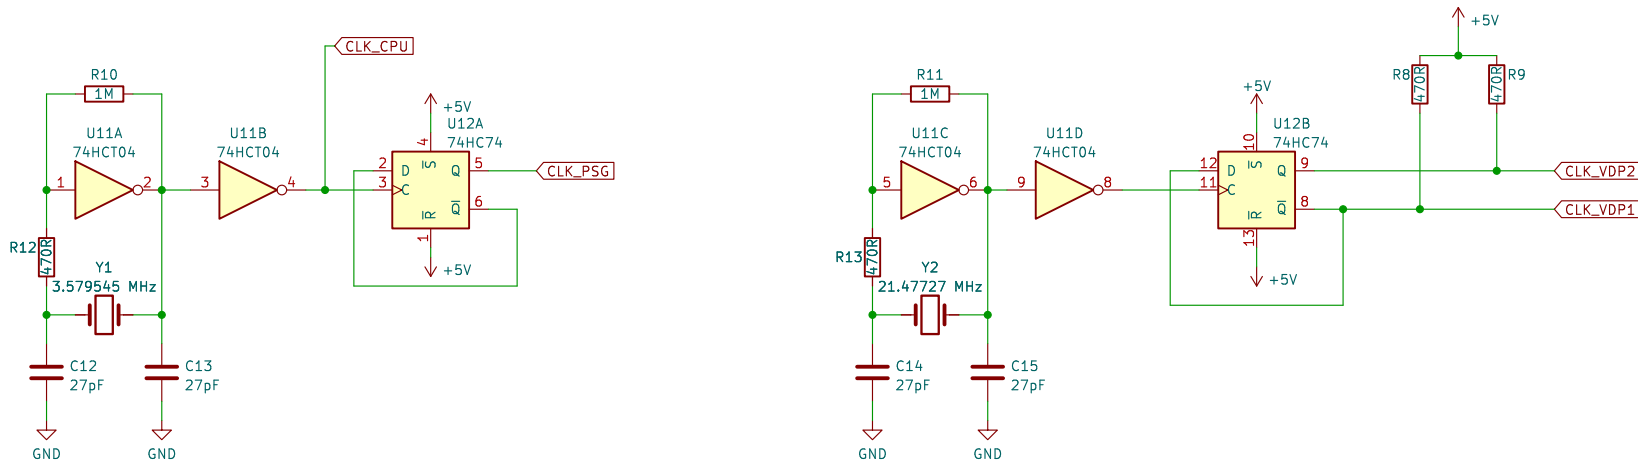 CLK_CPU
R10
1M
+5V
U11A
74HCT04
1
2
U11B
74HCT04
3
4
U12A
74HC74
4
2
D
S
Q
5
CLK_PSG
3
C
R
Q
6
1
+5V
R12
470R
Y1
3.579545 MHz
C12
27pF
C13
27pF
GND
GND
+5V
R8
470R
470R
R9
R11
1M
+5V
U11C
74HCT04
5
6
U11D
74HCT04
9
8
U12B
74HC74
10
12
D
S
Q
9
CLK_VDP2
11
C
R
Q
8
CLK_VDP1
13
+5V
R13
470R
Y2
21.47727 MHz
C14
27pF
C15
27pF
GND
GND